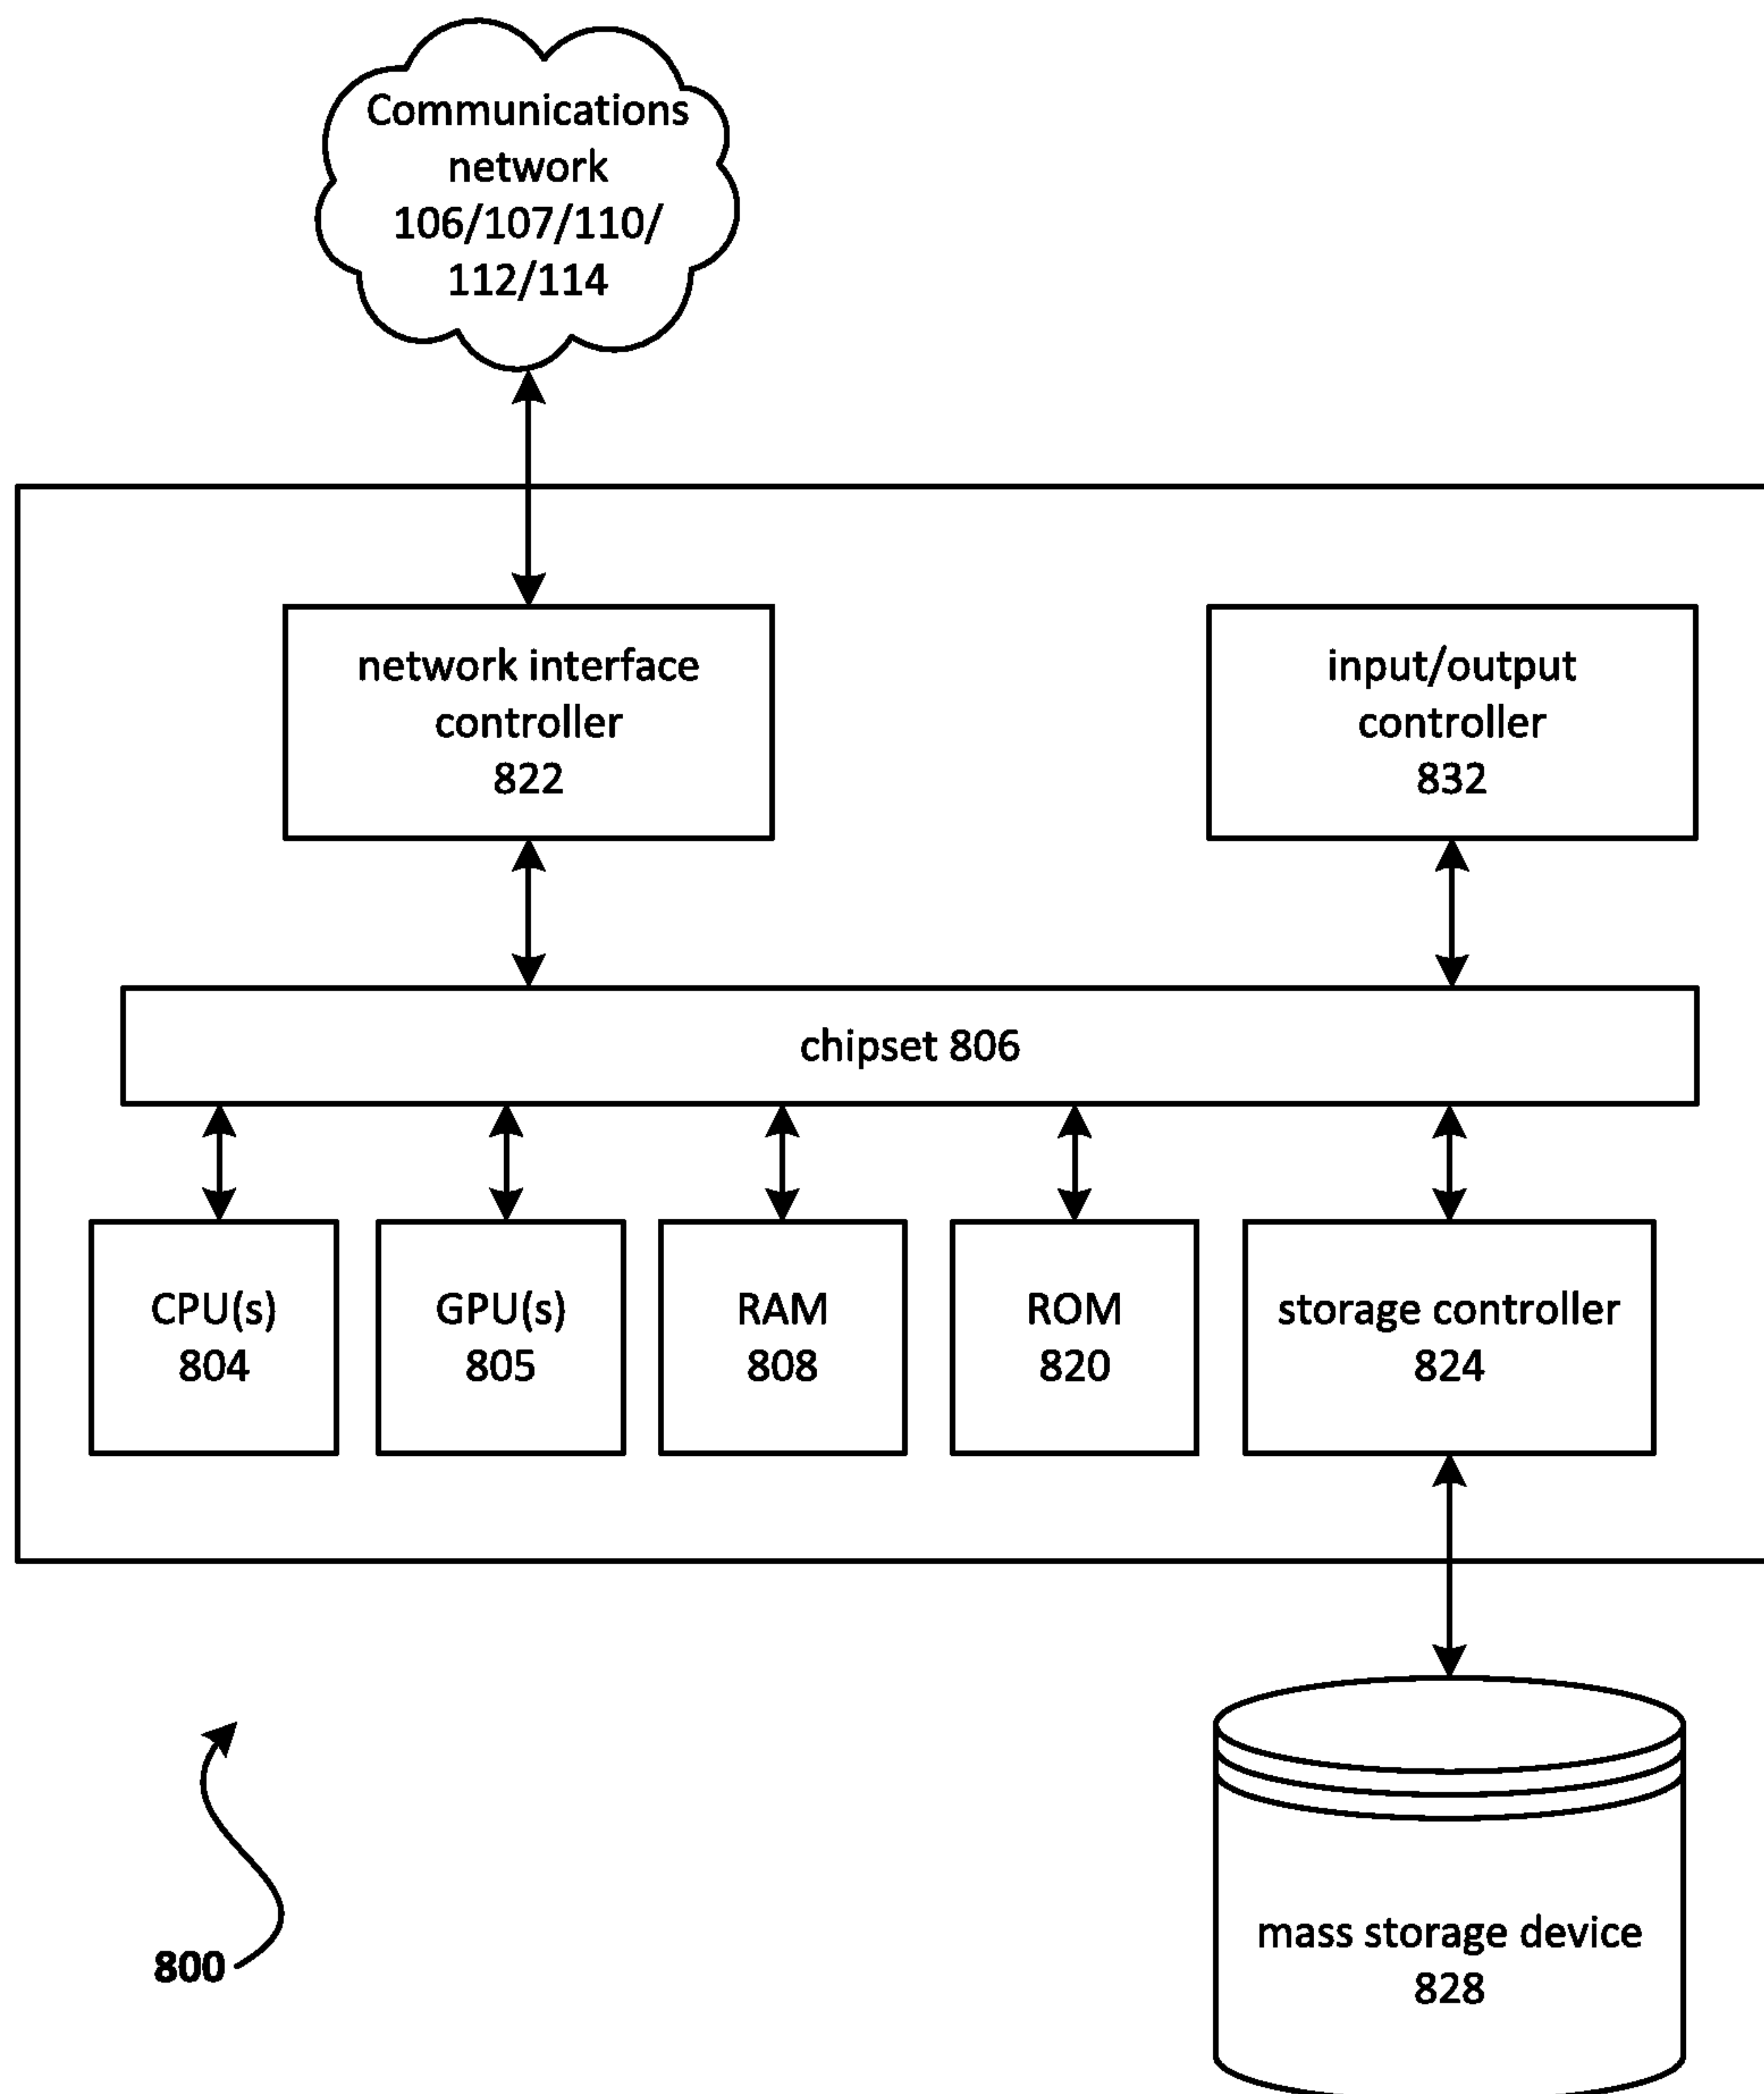 Communications
network
106/107/110/
112/114
network interface
controller
822
input/output
controller
832
chipset 806
CPU(s)
804
GPU(s)
805
RAM
808
ROM
820
storage controller
824
800
mass storage device
828